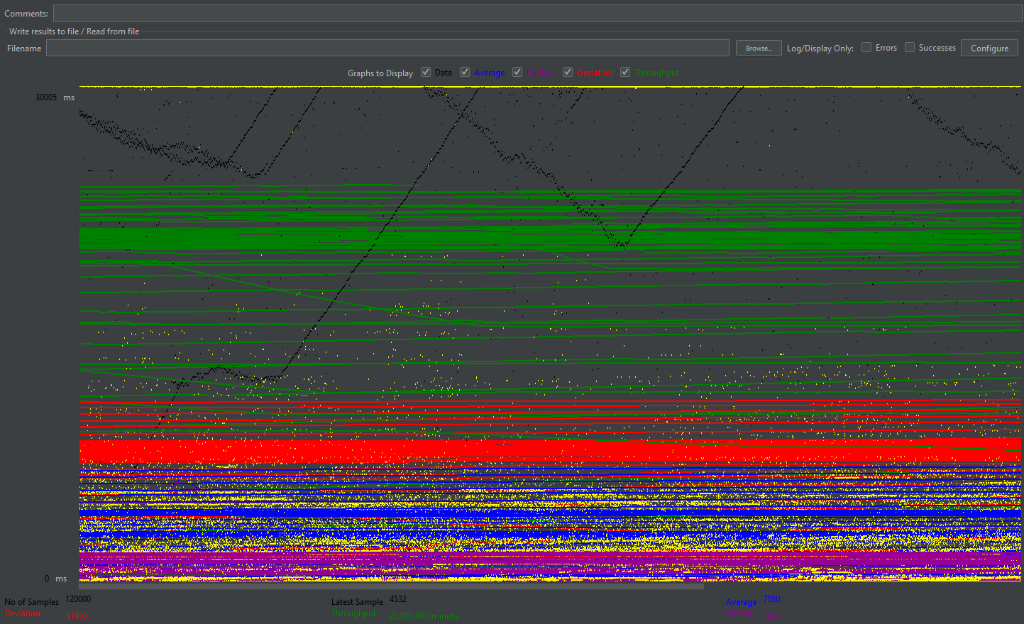 Comments:
Write results to file / Read from file
Filename Browse... Log/Display Only: Errors Successes Configure
Graphs to Display Data Average Deviation Throughput
30005 ms
0 ms
No of Samples 120000 Latest Sample 4532 Average 7050
Deviation Throughput